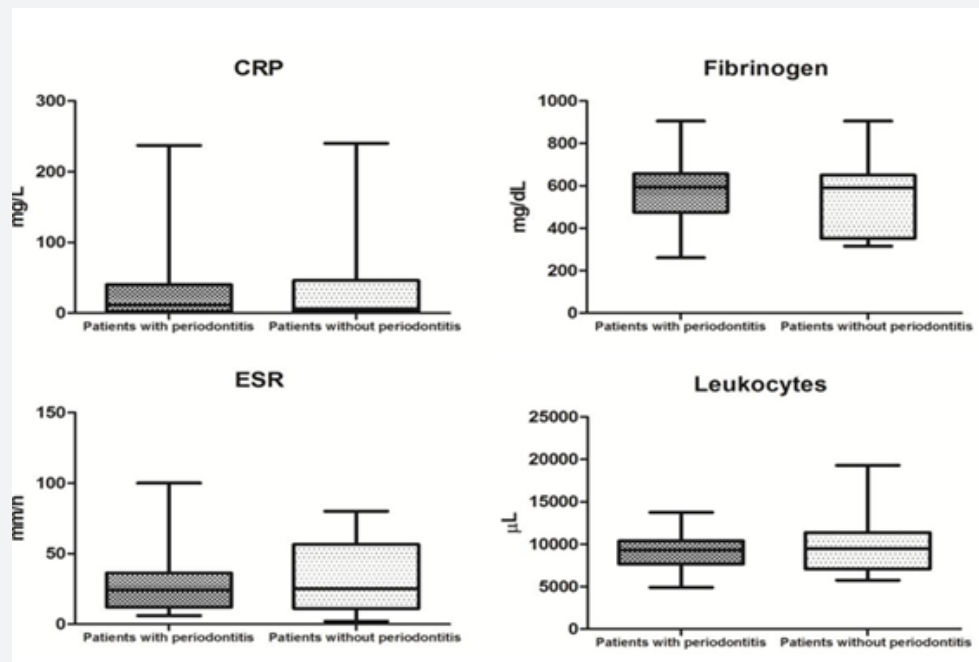 CRP
300
200
100
0
mg/L
Patients with periodontitis
Patients without periodontitis
Fibrinogen
1000
800
600
400
200
0
mg/dL
Patients with periodontitis
Patients without periodontitis
ESR
150
100
50
0
mm/n
Patients with periodontitis
Patients without periodontitis
Leukocytes
25000
20000
15000
10000
5000
0
µL
Patients with periodontitis
Patients without periodontitis